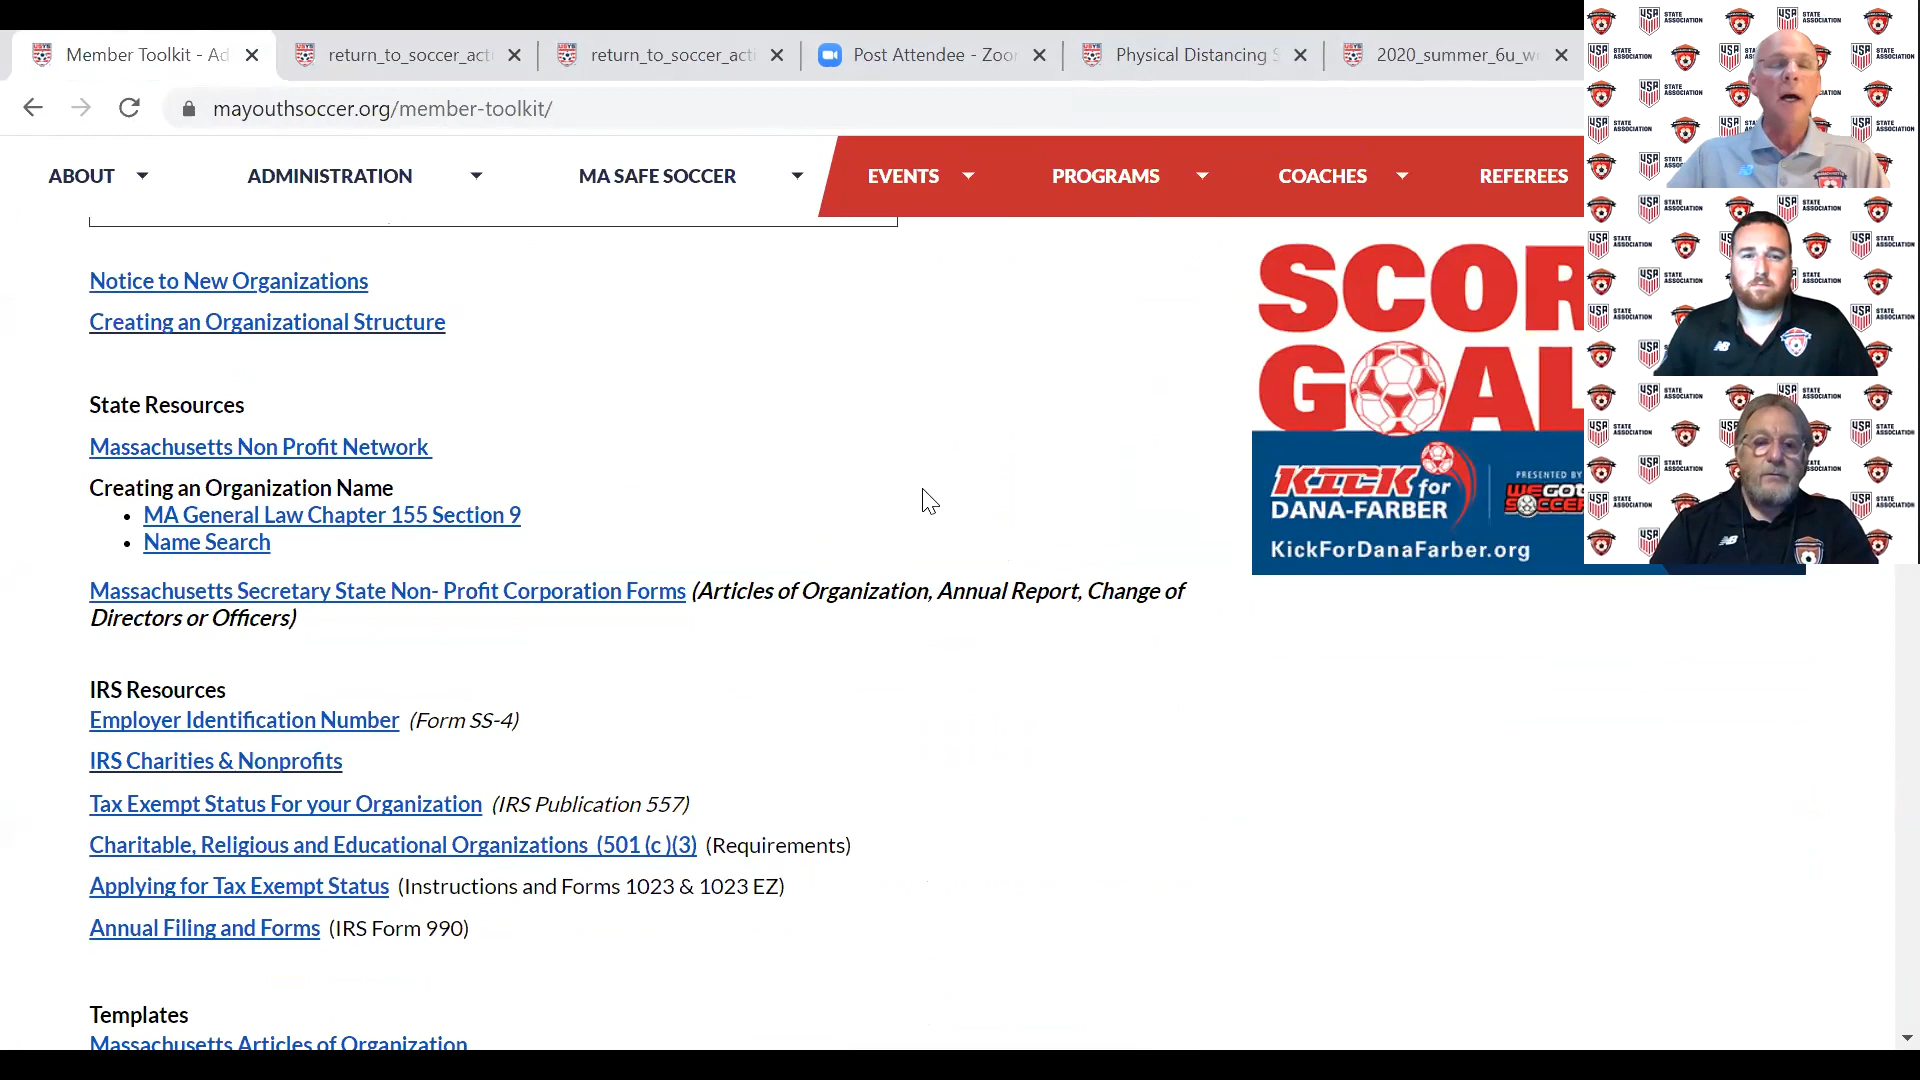 Member Toolkit - Ad
return_to_soccer_act
return_to_soccer_act
Post Attendee - Zoo
Physical Distancing S
2020_summer_6u_w
mayouthsoccer.org/member-toolkit/
ABOUT
ADMINISTRATION
MA SAFE SOCCER
EVENTS
PROGRAMS
COACHES
REFEREES
Notice to New Organizations
Creating an Organizational Structure
State Resources
Massachusetts Non Profit Network
Creating an Organization Name
• MA General Law Chapter 155 Section 9
• Name Search
Massachusetts Secretary State Non- Profit Corporation Forms (Articles of Organization, Annual Report, Change of
Directors or Officers)
IRS Resources
Employer Identification Number (Form SS-4)
IRS Charities & Nonprofits
Tax Exempt Status For your Organization (IRS Publication 557)
Charitable, Religious and Educational Organizations (501 (c )(3) (Requirements)
Applying for Tax Exempt Status (Instructions and Forms 1023 & 1023 EZ)
Annual Filing and Forms (IRS Form 990)
Templates
Massachusetts Articles of Organization
SCOR
GOAL
KICK for
DANA-FARBER
PRESENTED BY
WEGOT
SOCCER
KickForDanaFarber.org
USA STATE
ASSOCIATION